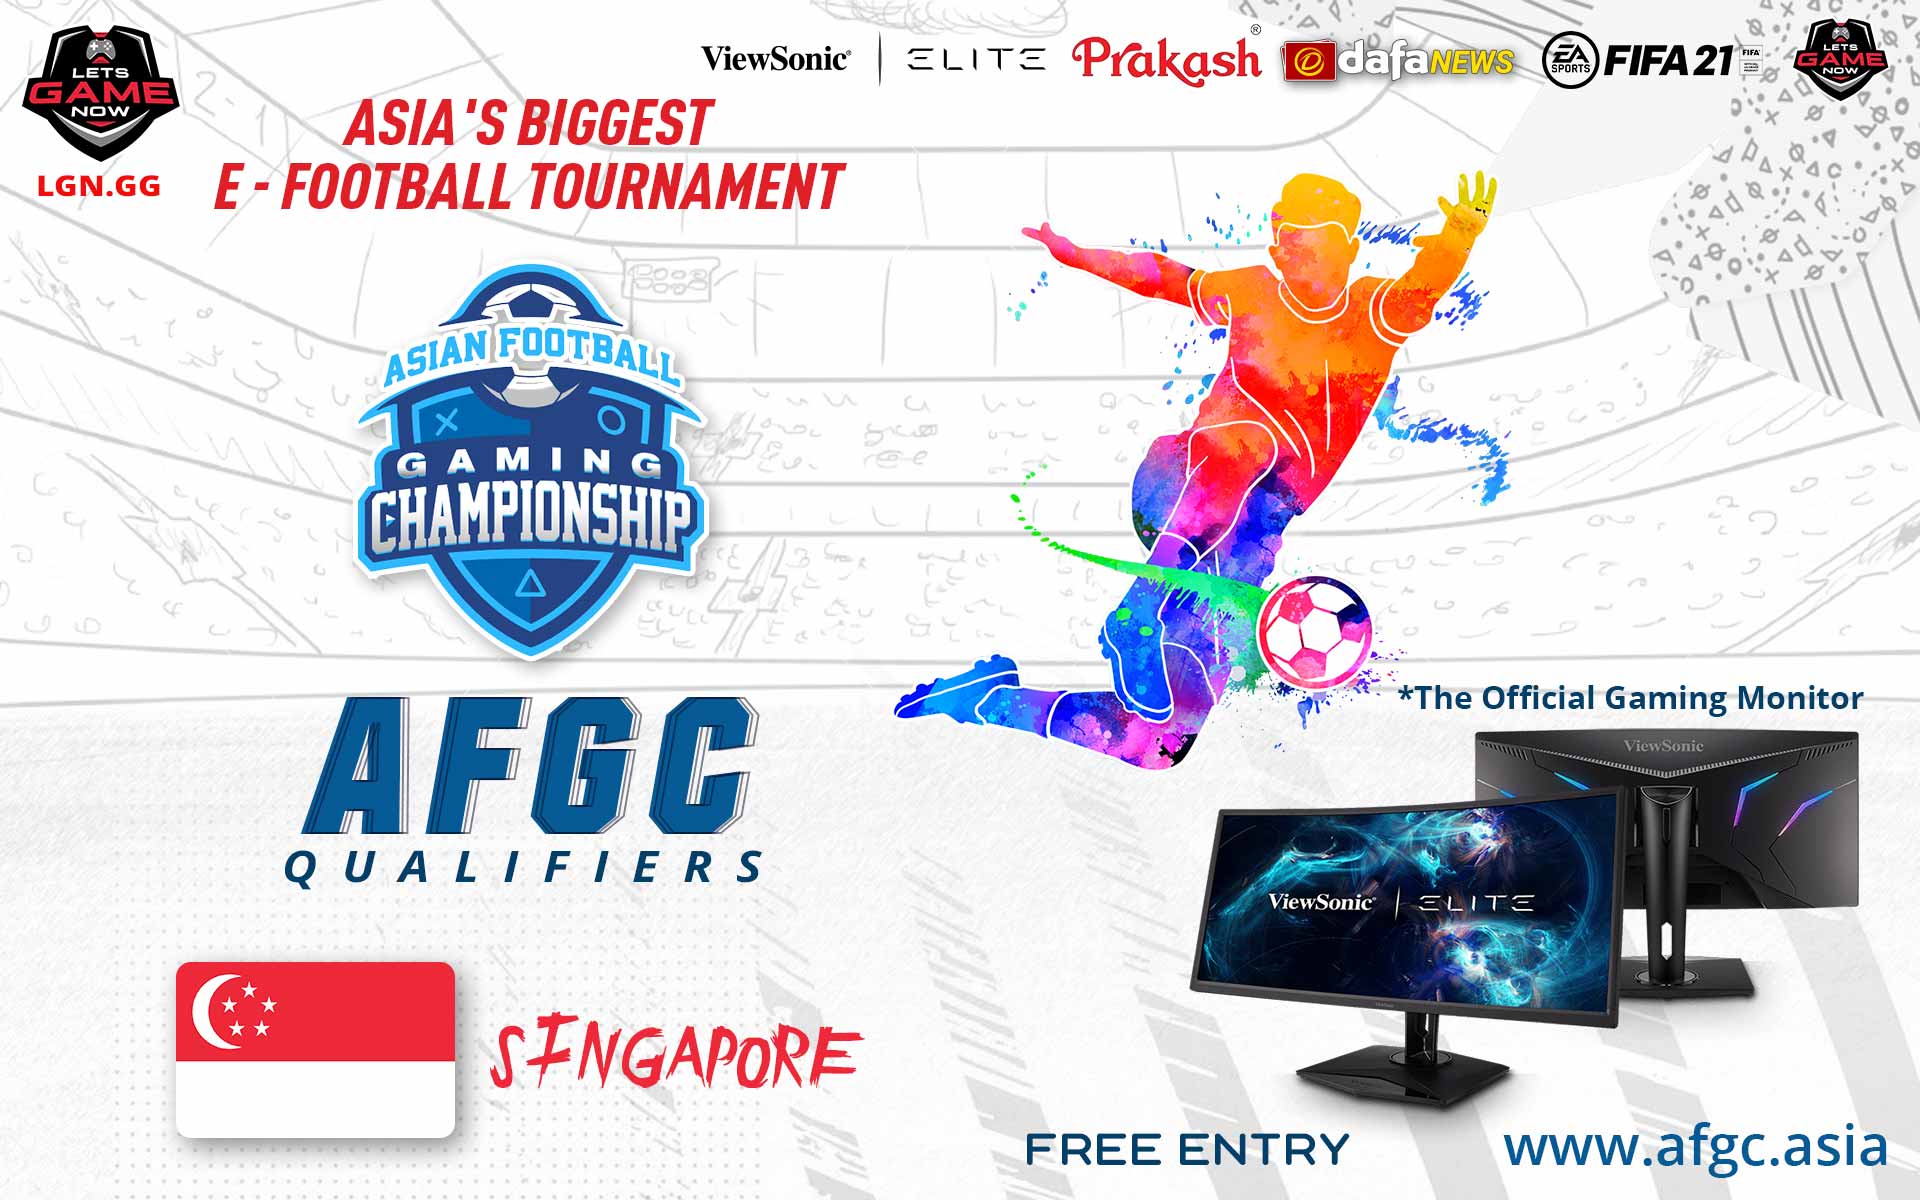 LETS
GAME
NOW
LGN.GG
ViewSonic® | ELITE Prakash® dafaNEWS EA SPORTS FIFA 21 FIFA
LETS
GAME
NOW
ASIA'S BIGGEST
E - FOOTBALL TOURNAMENT
ASIAN FOOTBALL
GAMING
CHAMPIONSHIP
AFGC
QUALIFIERS
SINGAPORE
*The Official Gaming Monitor
ViewSonic
ViewSonic® | ELITE
FREE ENTRY
www.afgc.asia